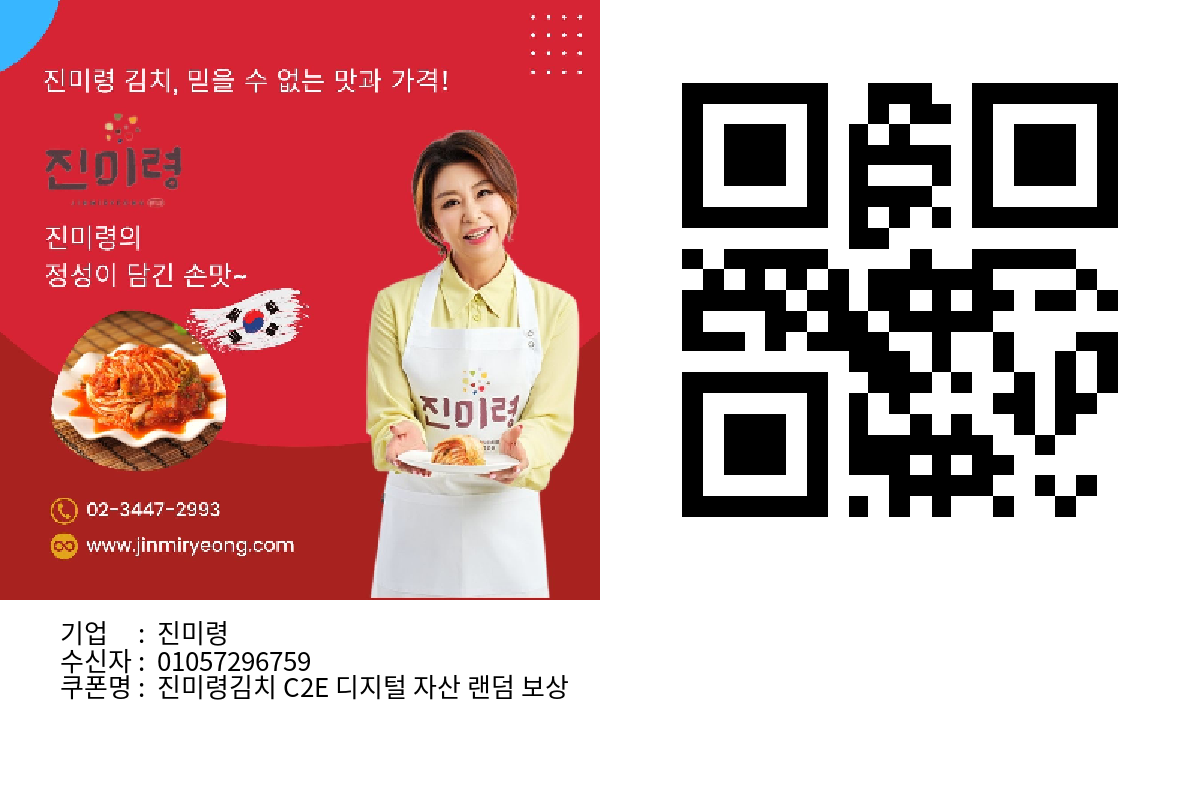 진미령 김치, 믿을 수 없는 맛과 가격!
진미령
진미령의
정성이 담긴 손맛~
진미령
02-3447-2993
www.jinmiryeong.com
기업 : 진미령
수신자 : 01057296759
쿠폰명 : 진미령김치 C2E 디지털 자산 랜덤 보상